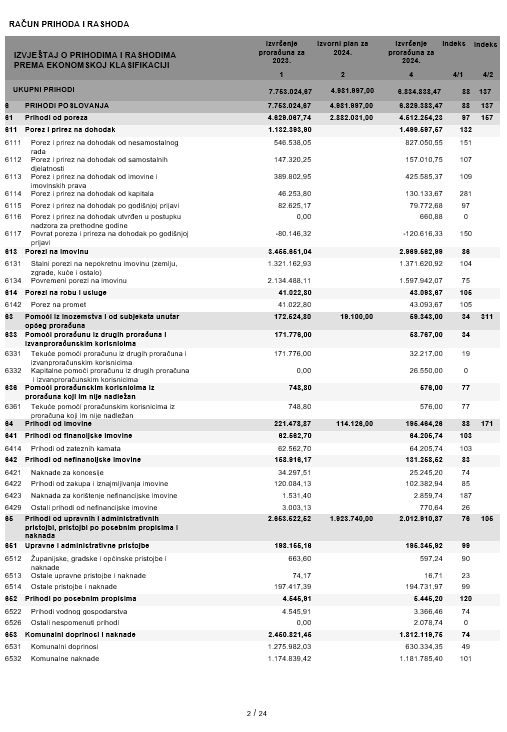 RAČUN PRIHODA I RASHODA
IZVJEŠTAJ O PRIHODIMA I RASHODIMA PREMA EKONOMSKOJ KLASIFIKACIJI Izvršenje proračuna za 2023. Izvorni plan za 2024. Izvršenje proračuna za 2024. Indeks Indeks
1 2 4 4/1 4/2
UKUPNI PRIHODI 7.753.024,67 4.981.997,00 6.834.833,47 88 137
6 PRIHODI POSLOVANJA 7.753.024,67 4.981.997,00 6.829.383,47 88 137
61 Prihodi od poreza 4.629.067,74 2.882.031,00 4.512.254,23 97 157
611 Porez i prirez na dohodak 1.132.393,90 1.499.597,57 132
6111 Porez i prirez na dohodak od nesamostalnog 546.538,05 827.050,55 151
rada
6112 Porez i prirez na dohodak od samostalnih 147.320,25 157.010,75 107
djelatnosti
6113 Porez i prirez na dohodak od imovine i 389.802,95 425.585,37 109
imovinskih prava
6114 Porez i prirez na dohodak od kapitala 46.253,80 130.133,67 281
6115 Porez i prirez na dohodak po godišnjoj prijavi 82.625,17 79.772,68 97
6116 Porez i prirez na dohodak utvrđen u postupku 0,00 660,88 0
nadzora za prethodne godine
6117 Povrat poreza i prireza na dohodak po godišnjoj -80.146,32 -120.616,33 150
prijavi
613 Porezi na imovinu 3.455.651,04 2.969.562,99 86
6131 Stalni porezi na nepokretnu imovinu (zemlju, 1.321.162,93 1.371.620,92 104
zgrade, kuće i ostalo)
6134 Povremeni porezi na imovinu 2.134.488,11 1.597.942,07 75
614 Porezi na robu i usluge 41.022,80 43.093,67 105
6142 Porez na promet 41.022,80 43.093,67 105
63 Pomoći iz inozemstva i od subjekata unutar 172.524,80 19.100,00 59.343,00 34 311
općeg proračuna
633 Pomoći proračunu iz drugih proračuna i 171.776,00 58.767,00 34
izvanproračunskim korisnicima
6331 Tekuće pomoći proračunu iz drugih proračuna i 171.776,00 32.217,00 19
izvanproračunskim korisnicima
6332 Kapitalne pomoći proračunu iz drugih proračuna 0,00 26.550,00 0
i izvanproračunskim korisnicima
636 Pomoći proračunskim korisnicima iz 748,80 576,00 77
proračuna koji im nije nadležan
6361 Tekuće pomoći proračunskim korisnicima iz 748,80 576,00 77
proračuna koji im nije nadležan
64 Prihodi od imovine 221.473,87 114.126,00 195.464,26 88 171
641 Prihodi od financijske imovine 62.562,70 64.205,74 103
6414 Prihodi od zateznih kamata 62.562,70 64.205,74 103
642 Prihodi od nefinancijske imovine 158.916,17 131.258,52 83
6421 Naknade za koncesije 34.297,51 25.245,20 74
6422 Prihodi od zakupa i iznajmljivanja imovine 120.084,13 102.382,94 85
6423 Naknada za korištenje nefinancijske imovine 1.531,40 2.859,74 187
6429 Ostali prihodi od nefinancijske imovine 3.003,13 770,64 26
65 Prihodi od upravnih i administrativnih 2.653.522,52 1.923.740,00 2.012.910,87 76 105
pristojbi, pristojbi po posebnim propisima i
naknada
651 Upravne i administrativne pristojbe 198.155,16 195.345,92 99
6512 Županijske, gradske i općinske pristojbe i 663,60 597,24 90
naknade
6513 Ostale upravne pristojbe i naknade 74,17 16,71 23
6514 Ostale pristojbe i naknade 197.417,39 194.731,97 99
652 Prihodi po posebnim propisima 4.545,91 5.445,20 120
6522 Prihodi vodnog gospodarstva 4.545,91 3.366,46 74
6526 Ostali nespomenuti prihodi 0,00 2.078,74 0
653 Komunalni doprinosi i naknade 2.450.821,45 1.812.119,75 74
6531 Komunalni doprinosi 1.275.982,03 630.334,35 49
6532 Komunalne naknade 1.174.839,42 1.181.785,40 101
2 / 24